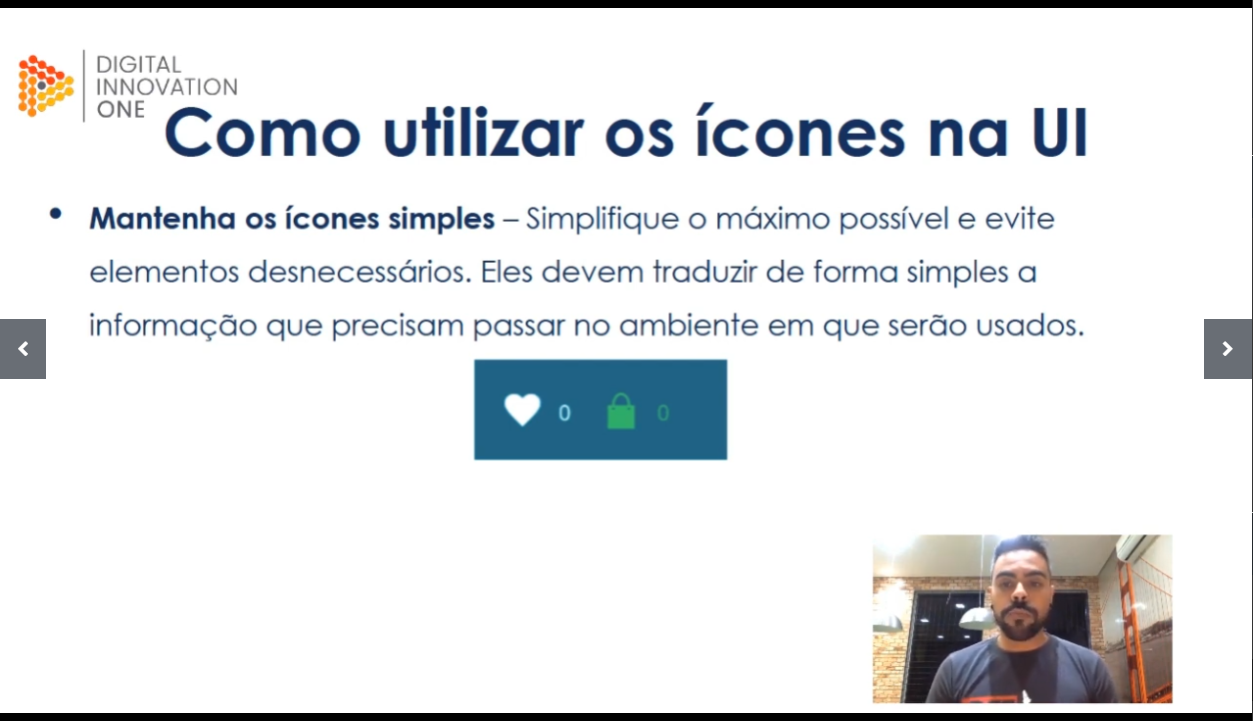 DIGITAL
INNOVATION
ONE
Como utilizar os ícones na UI
• Mantenha os ícones simples – Simplifique o máximo possível e evite
elementos desnecessários. Eles devem traduzir de forma simples a
informação que precisam passar no ambiente em que serão usados.
0 0